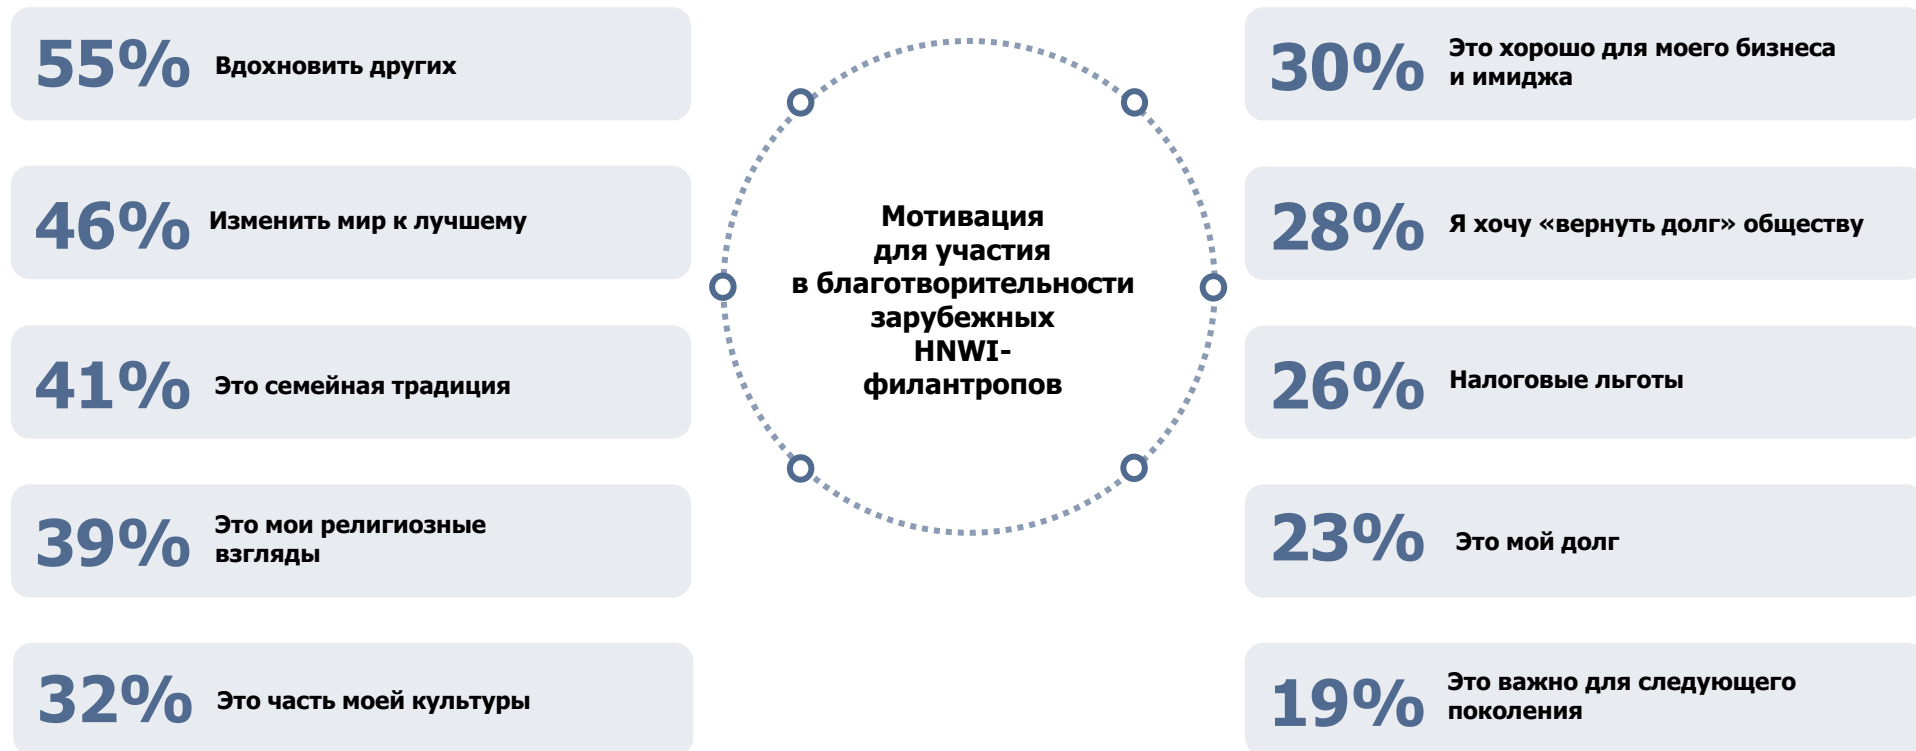 55%
Вдохновить других
46%
Изменить мир к лучшему
41%
Это семейная традиция
39%
Это мои религиозные
взгляды
32%
Это часть моей культуры
Мотивация
для участия
в благотворительности
зарубежных
HNWI-
филантропов
30%
Это хорошо для моего бизнеса
и имиджа
28%
Я хочу «вернуть долг» обществу
26%
Налоговые льготы
23%
Это мой долг
19%
Это важно для следующего
поколения